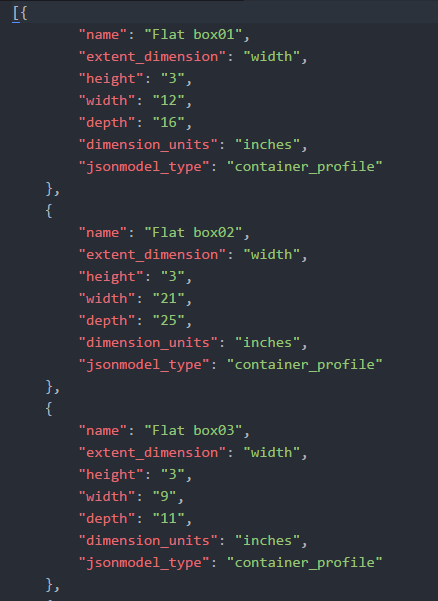 [{
"name": "Flat box01",
"extent_dimension": "width",
"height": "3",
"width": "12",
"depth": "16",
"dimension_units": "inches",
"jsonmodel_type": "container_profile"
},
{
"name": "Flat box02",
"extent_dimension": "width",
"height": "3",
"width": "21",
"depth": "25",
"dimension_units": "inches",
"jsonmodel_type": "container_profile"
},
{
"name": "Flat box03",
"extent_dimension": "width",
"height": "3",
"width": "9",
"depth": "11",
"dimension_units": "inches",
"jsonmodel_type": "container_profile"
},